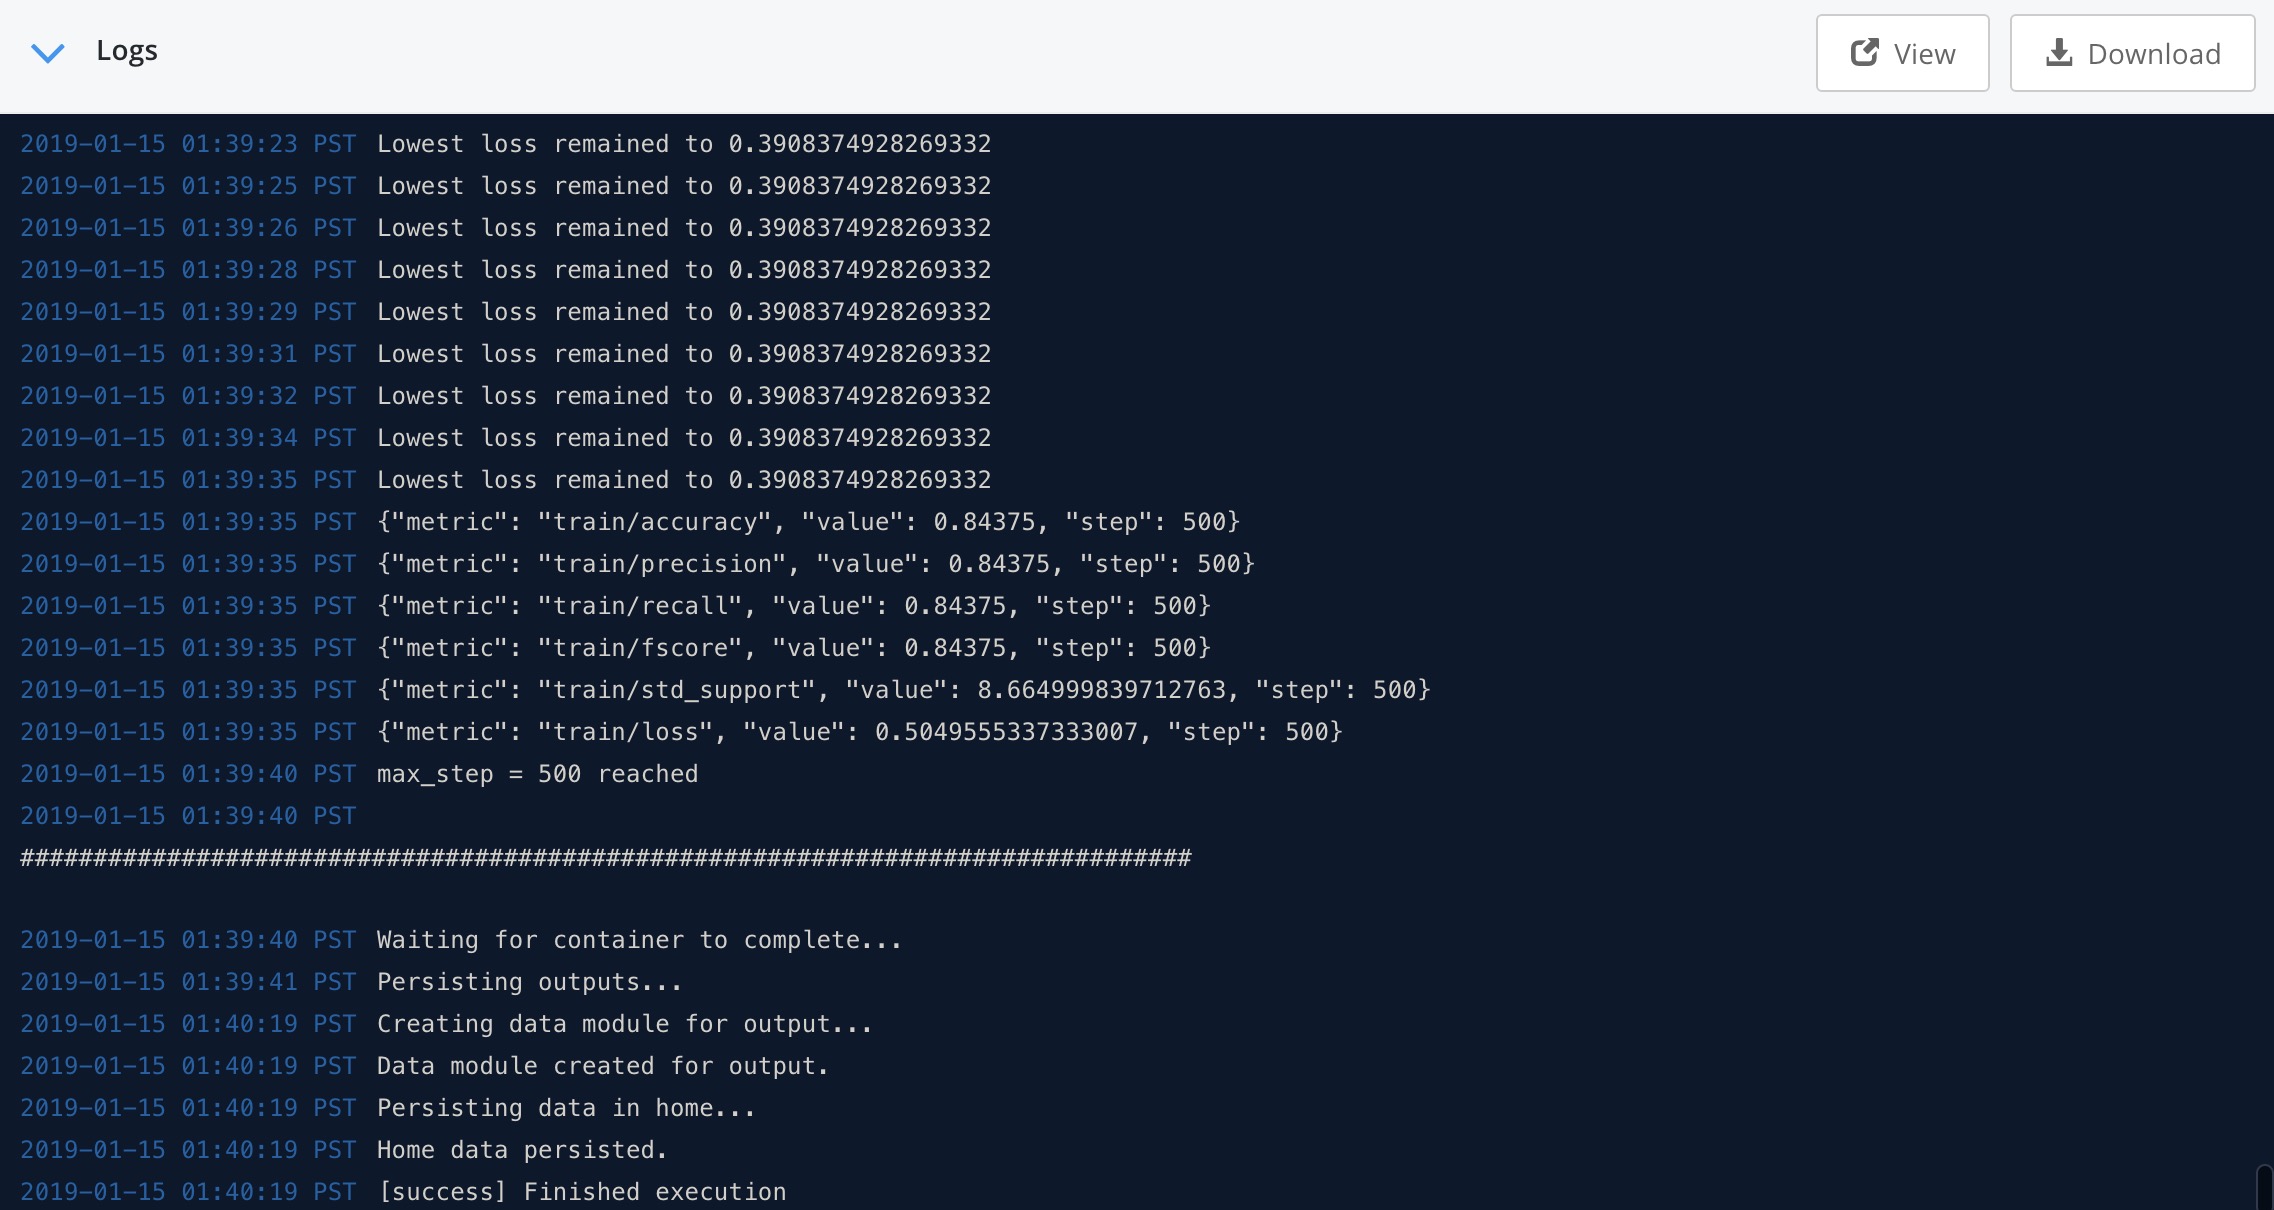 Logs
View
Download
2019-01-15 01:39:23 PST Lowest loss remained to 0.3908374928269332
2019-01-15 01:39:25 PST Lowest loss remained to 0.3908374928269332
2019-01-15 01:39:26 PST Lowest loss remained to 0.3908374928269332
2019-01-15 01:39:28 PST Lowest loss remained to 0.3908374928269332
2019-01-15 01:39:29 PST Lowest loss remained to 0.3908374928269332
2019-01-15 01:39:31 PST Lowest loss remained to 0.3908374928269332
2019-01-15 01:39:32 PST Lowest loss remained to 0.3908374928269332
2019-01-15 01:39:34 PST Lowest loss remained to 0.3908374928269332
2019-01-15 01:39:35 PST Lowest loss remained to 0.3908374928269332
2019-01-15 01:39:35 PST {"metric": "train/accuracy", "value": 0.84375, "step": 500}
2019-01-15 01:39:35 PST {"metric": "train/precision", "value": 0.84375, "step": 500}
2019-01-15 01:39:35 PST {"metric": "train/recall", "value": 0.84375, "step": 500}
2019-01-15 01:39:35 PST {"metric": "train/fscore", "value": 0.84375, "step": 500}
2019-01-15 01:39:35 PST {"metric": "train/std_support", "value": 8.664999839712763, "step": 500}
2019-01-15 01:39:35 PST {"metric": "train/loss", "value": 0.5049555337333007, "step": 500}
2019-01-15 01:39:40 PST max_step = 500 reached
2019-01-15 01:39:40 PST
################################################################################
2019-01-15 01:39:40 PST Waiting for container to complete...
2019-01-15 01:39:41 PST Persisting outputs...
2019-01-15 01:40:19 PST Creating data module for output...
2019-01-15 01:40:19 PST Data module created for output.
2019-01-15 01:40:19 PST Persisting data in home...
2019-01-15 01:40:19 PST Home data persisted.
2019-01-15 01:40:19 PST [success] Finished execution